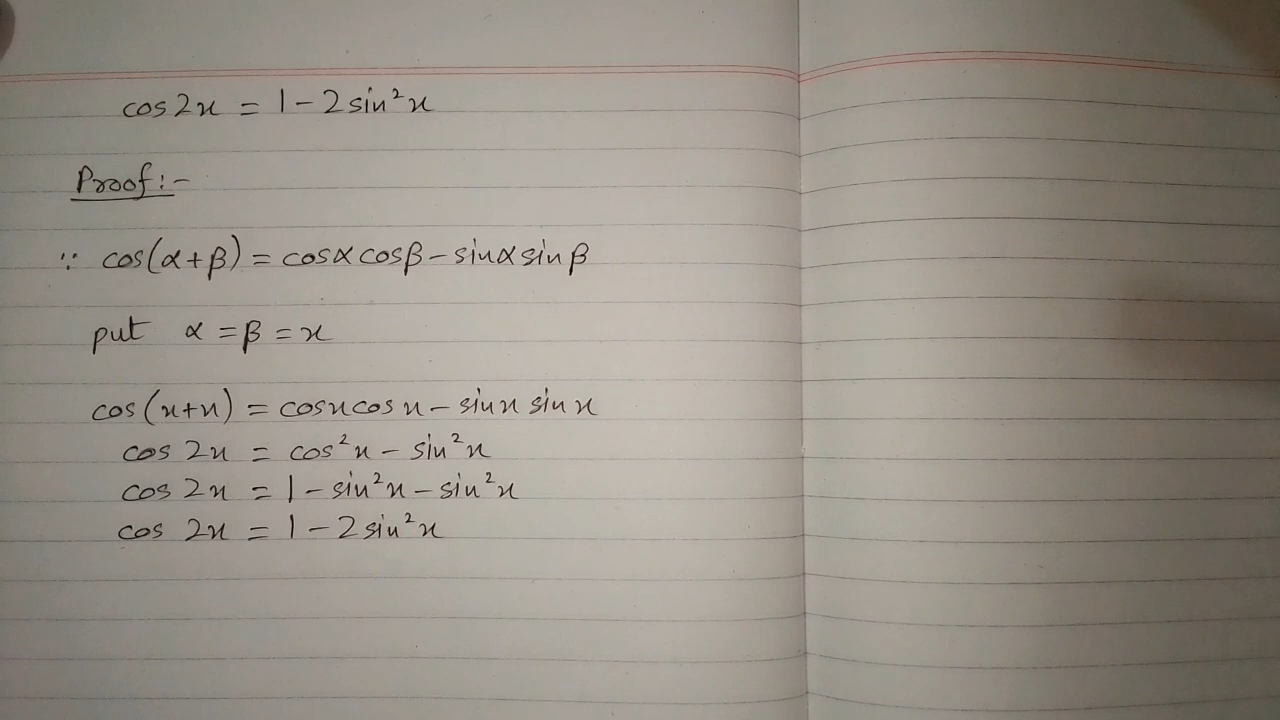 cos 2x = 1 - 2 sin²x
Proof :-
∵ cos(α+β) = cosα cosβ - sinα sinβ
put α = β = x
cos(x+x) = cosx cosx - sinx sinx
cos 2x = cos²x - sin²x
cos 2x = 1 - sin²x - sin²x
cos 2x = 1 - 2 sin²x